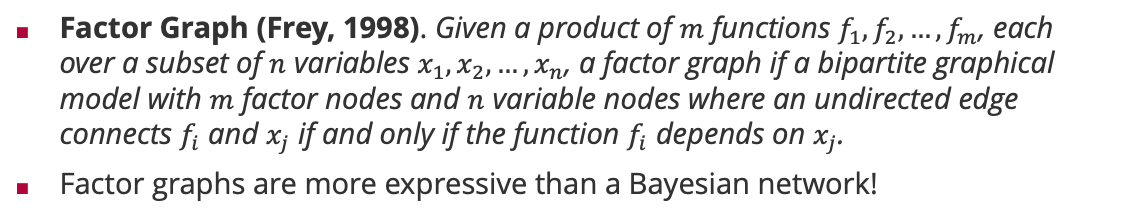 ▪ Factor Graph (Frey, 1998). Given a product of m functions f₁, f₂, …, fₘ, each
over a subset of n variables x₁, x₂, …, xₙ, a factor graph if a bipartite graphical
model with m factor nodes and n variable nodes where an undirected edge
connects fᵢ and xⱼ if and only if the function fᵢ depends on xⱼ.
▪ Factor graphs are more expressive than a Bayesian network!